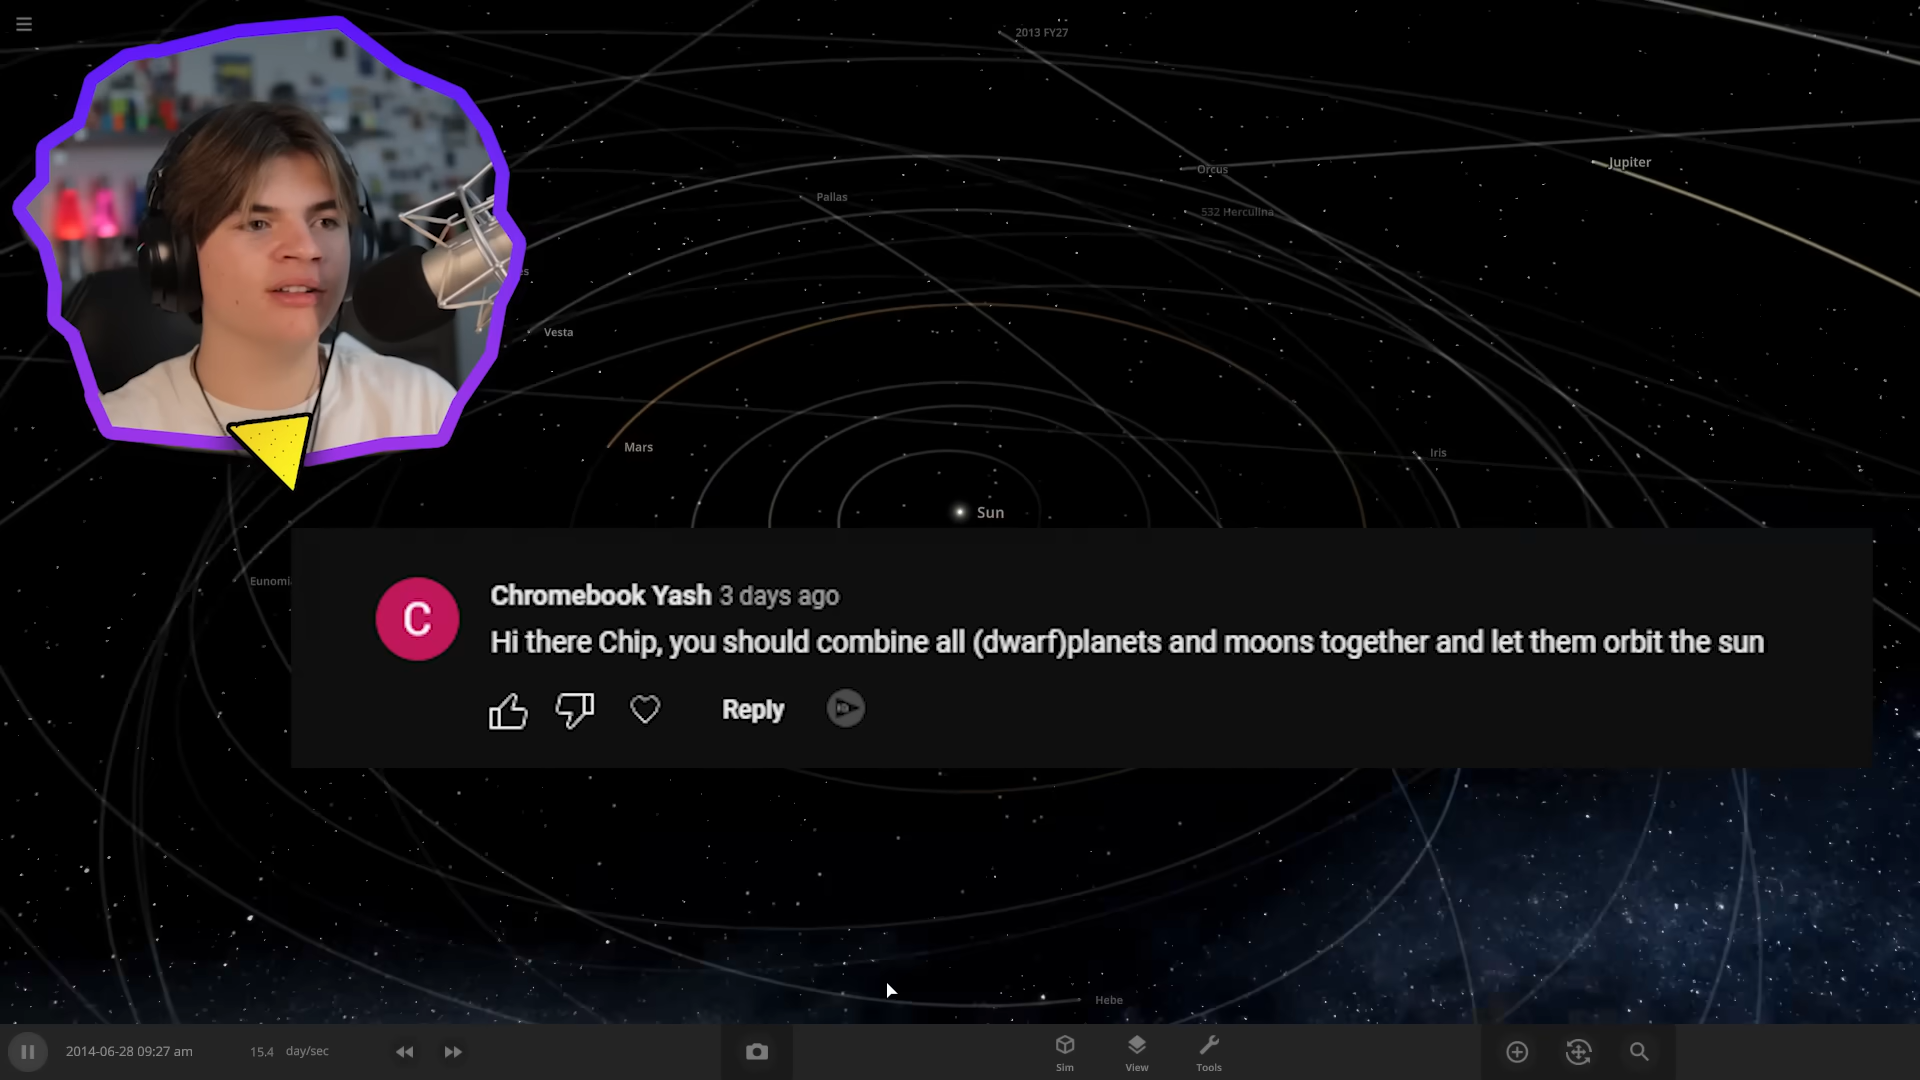 2013 FY27
Jupiter
Orcus
Pallas
532 Herculina
Vesta
Mars
Iris
Sun
Chromebook Yash 3 days ago
Hi there Chip, you should combine all (dwarf)planets and moons together and let them orbit the sun
Reply
C
Hebe
2014-06-28 09:27 am 15.4 day/sec
Sim View Tools